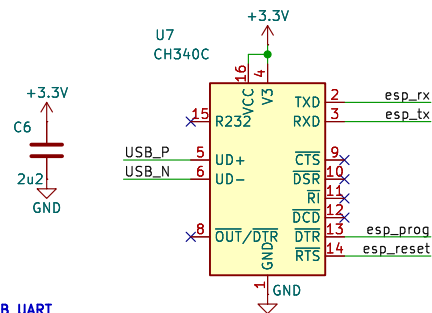 +3.3V
U7
CH340C
16
4
VCC
V3
+3.3V
C6
2u2
GND
15
R232
TXD
2
esp_rx
RXD
3
esp_tx
USB_P
5
UD+
USB_N
6
UD-
CTS
9
DSR
10
RI
11
DCD
12
8
OUT/DTR
DTR
13
esp_prog
RTS
14
esp_reset
GND
1
GND
B UART